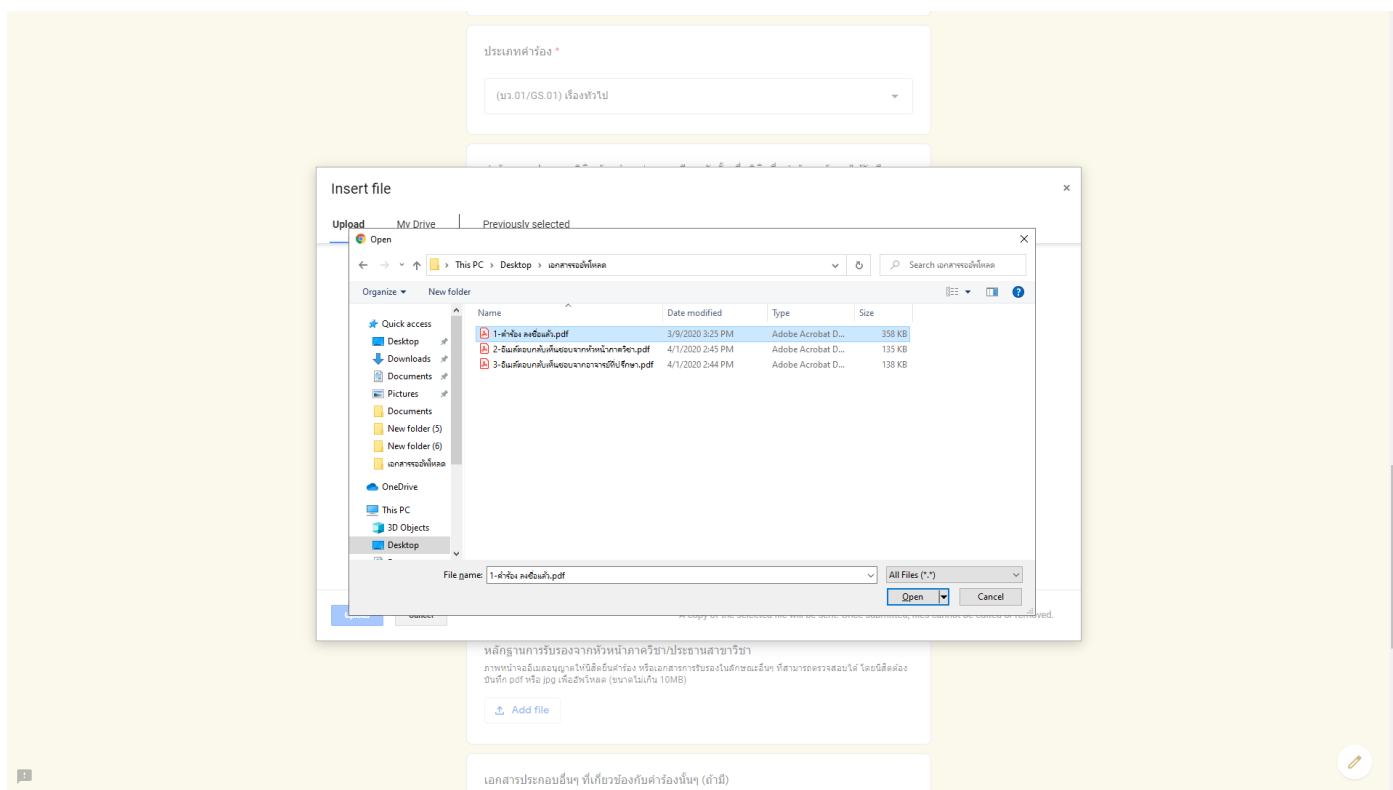 ประเภทคำร้อง *
(บว.01/GS.01) เรื่องทั่วไป
Insert file
Upload My Drive Previously selected
Open
This PC › Desktop › เอกสารรออัพโหลด
Search เอกสารรออัพโหลด
Organize New folder
Name Date modified Type Size
Quick access
Desktop
Downloads
Documents
Pictures
Documents
New folder (5)
New folder (6)
เอกสารรออัพโหลด
OneDrive
This PC
3D Objects
Desktop
1-คำร้อง ลงชื่อแล้ว.pdf 3/9/2020 3:25 PM Adobe Acrobat D... 358 KB
2-อีเมล์ตอบกลับเห็นชอบจากหัวหน้าภาควิชา.pdf 4/1/2020 2:45 PM Adobe Acrobat D... 135 KB
3-อีเมล์ตอบกลับเห็นชอบจากอาจารย์ที่ปรึกษา.pdf 4/1/2020 2:44 PM Adobe Acrobat D... 138 KB
File name: 1-คำร้อง ลงชื่อแล้ว.pdf All Files (*.*)
Open Cancel
Upload Cancel A copy of the selected file will be sent. Once submitted, files cannot be edited or removed.
หลักฐานการรับรองจากหัวหน้าภาควิชา/ประธานสาขาวิชา
ภาพหน้าจออีเมลอนุญาตให้นิสิตยื่นคำร้อง หรือเอกสารการรับรองในลักษณะอื่นๆ ที่สามารถตรวจสอบได้ โดยนิสิตต้อง
บันทึก pdf หรือ jpg เพื่ออัพโหลด (ขนาดไม่เกิน 10MB)
Add file
เอกสารประกอบอื่นๆ ที่เกี่ยวข้องกับคำร้องนั้นๆ (ถ้ามี)